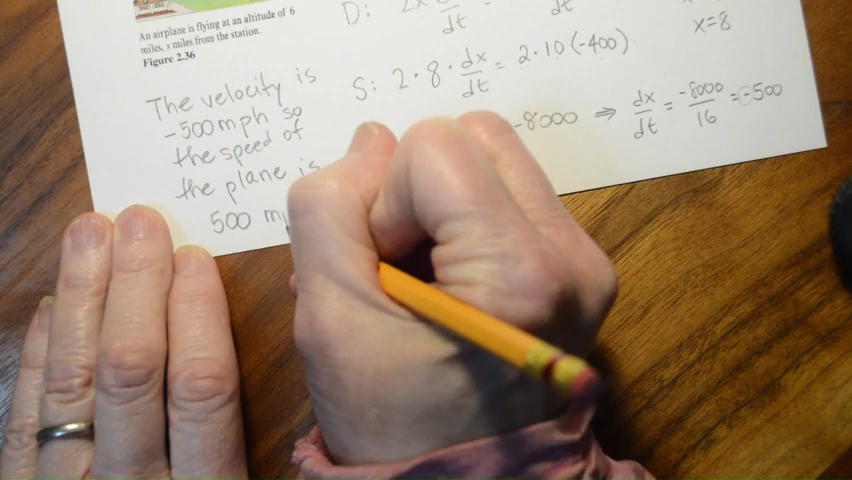 An airplane is flying at an altitude of 6
miles, s miles from the station.
Figure 2.36
D:
dt
dt
x=8
S: 2 · 8 · dx/dt = 2 · 10 (-400)
-8000 ⇒ dx/dt = -8000/16 = -500
The velocity is
-500 mph so
the speed of
the plane is
500 m